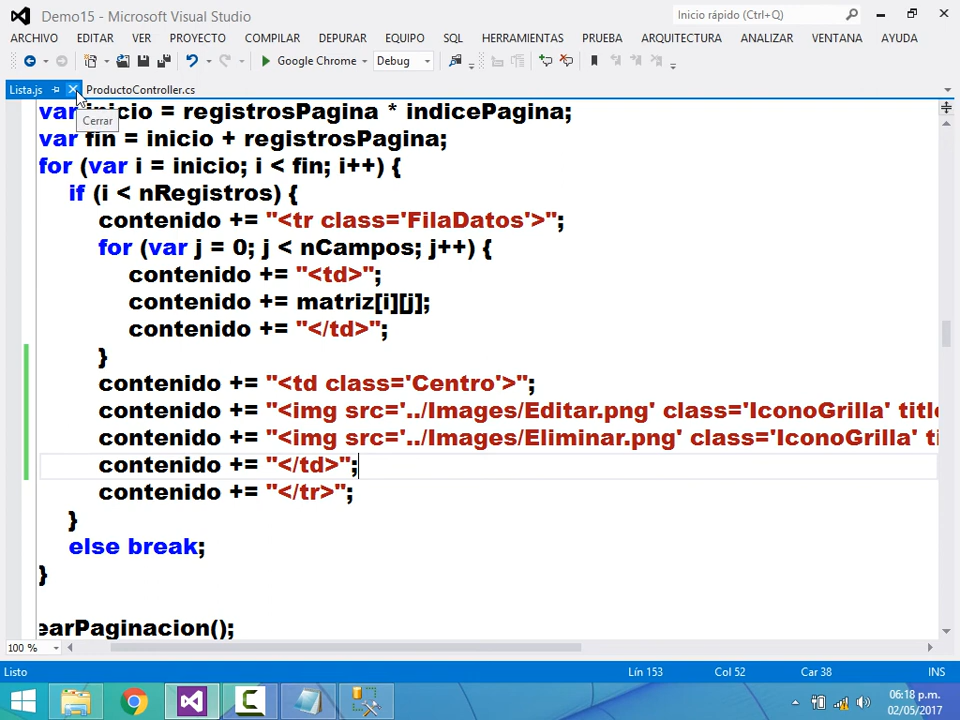 Demo15 - Microsoft Visual Studio
Inicio rápido (Ctrl+Q)
ARCHIVO EDITAR VER PROYECTO COMPILAR DEPURAR EQUIPO SQL HERRAMIENTAS PRUEBA ARQUITECTURA ANALIZAR VENTANA AYUDA
Google Chrome Debug
Lista.js ProductoController.cs
Cerrar
var inicio = registrosPagina * indicePagina;
var fin = inicio + registrosPagina;
for (var i = inicio; i < fin; i++) {
if (i < nRegistros) {
contenido += "<tr class='FilaDatos'>";
for (var j = 0; j < nCampos; j++) {
contenido += "<td>";
contenido += matriz[i][j];
contenido += "</td>";
}
contenido += "<td class='Centro'>";
contenido += "<img src='../Images/Editar.png' class='IconoGrilla' title
contenido += "<img src='../Images/Eliminar.png' class='IconoGrilla' ti
contenido += "</td>";
contenido += "</tr>";
}
else break;
}
earPaginacion();
100 %
Listo Lín 153 Col 52 Car 38 INS
06:18 p.m.
02/05/2017